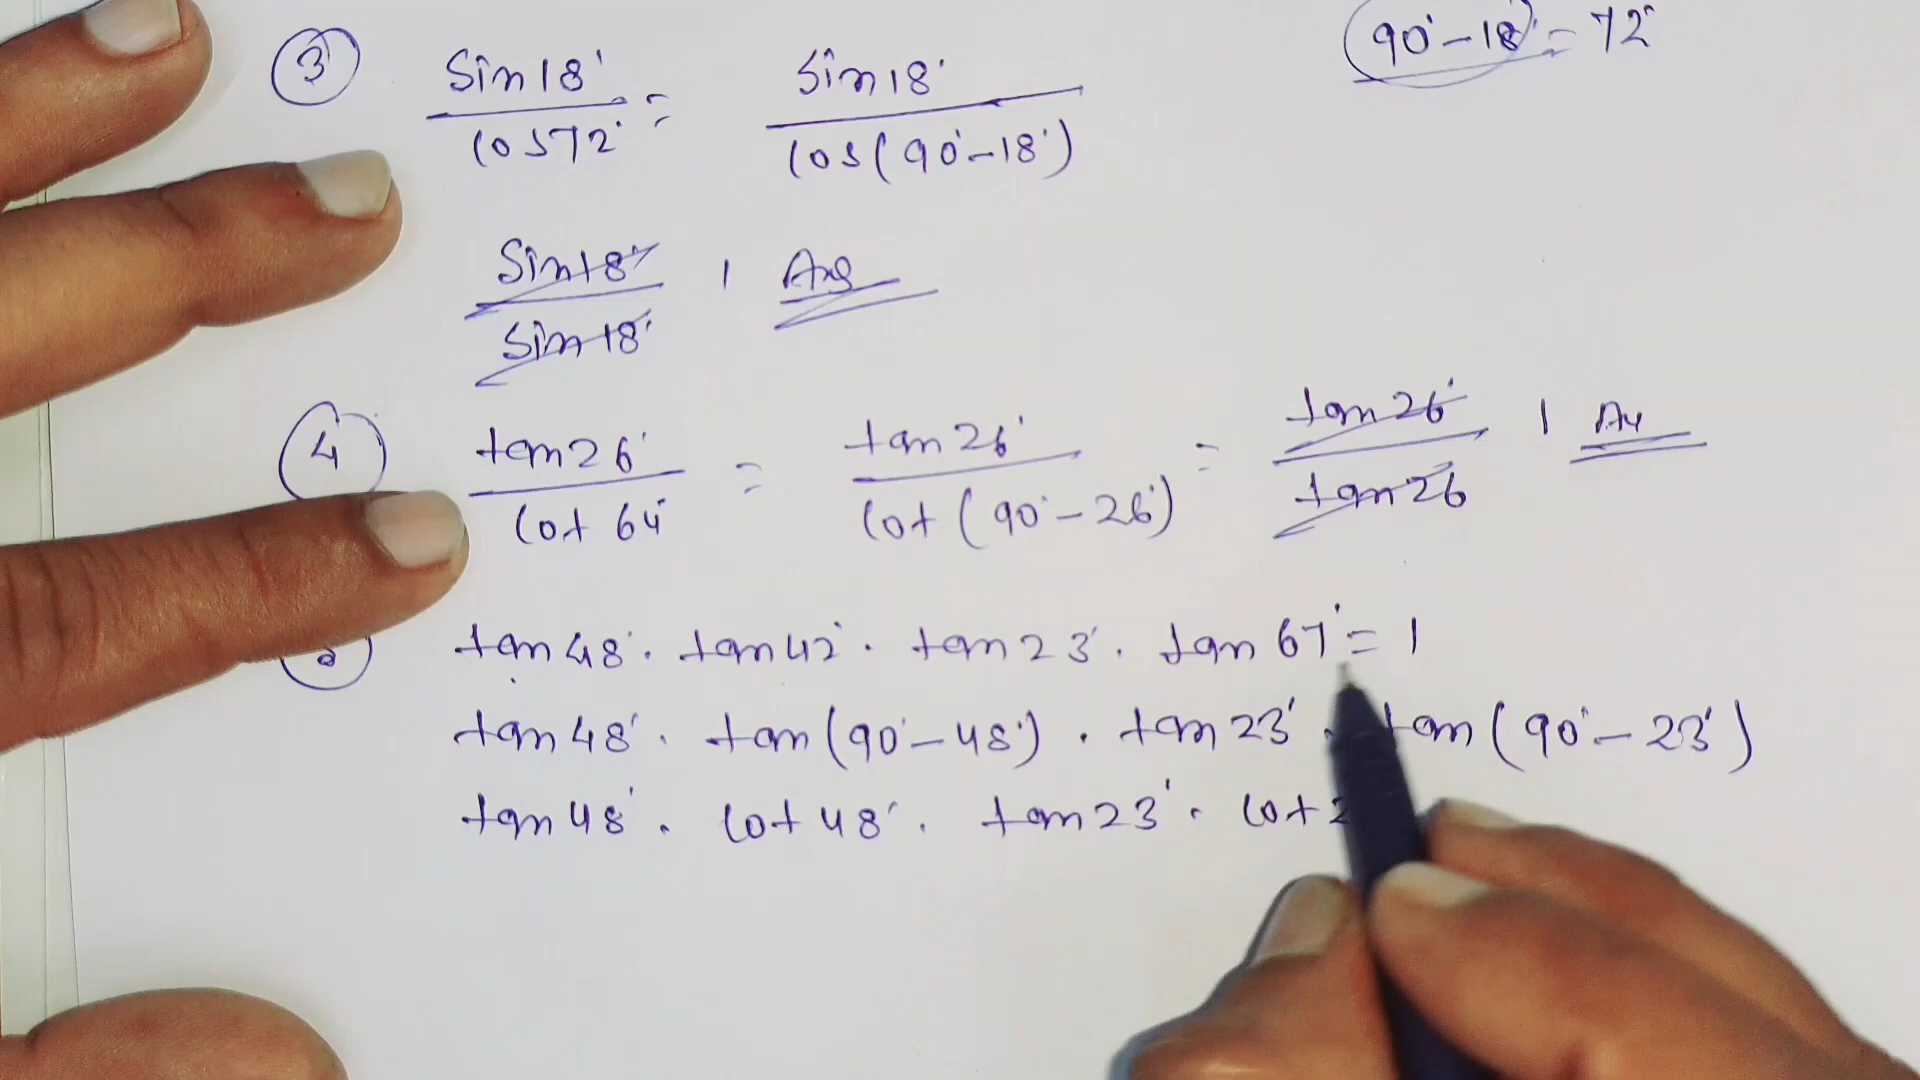 90° - 18° = 72°
③ sin18° / cos72° = sin18° / cos(90° - 18°)
sin18° / sin18° 1 Ans
④ tan26° / cot64° = tan26° / cot(90° - 26°) = tan26° / tan26 1 Ans
tan48° . tan42° . tan23° . tan67° = 1
tan48° . tan(90° - 48°) . tan23° . tan(90° - 23°)
tan48° . cot48° . tan23° . cot2